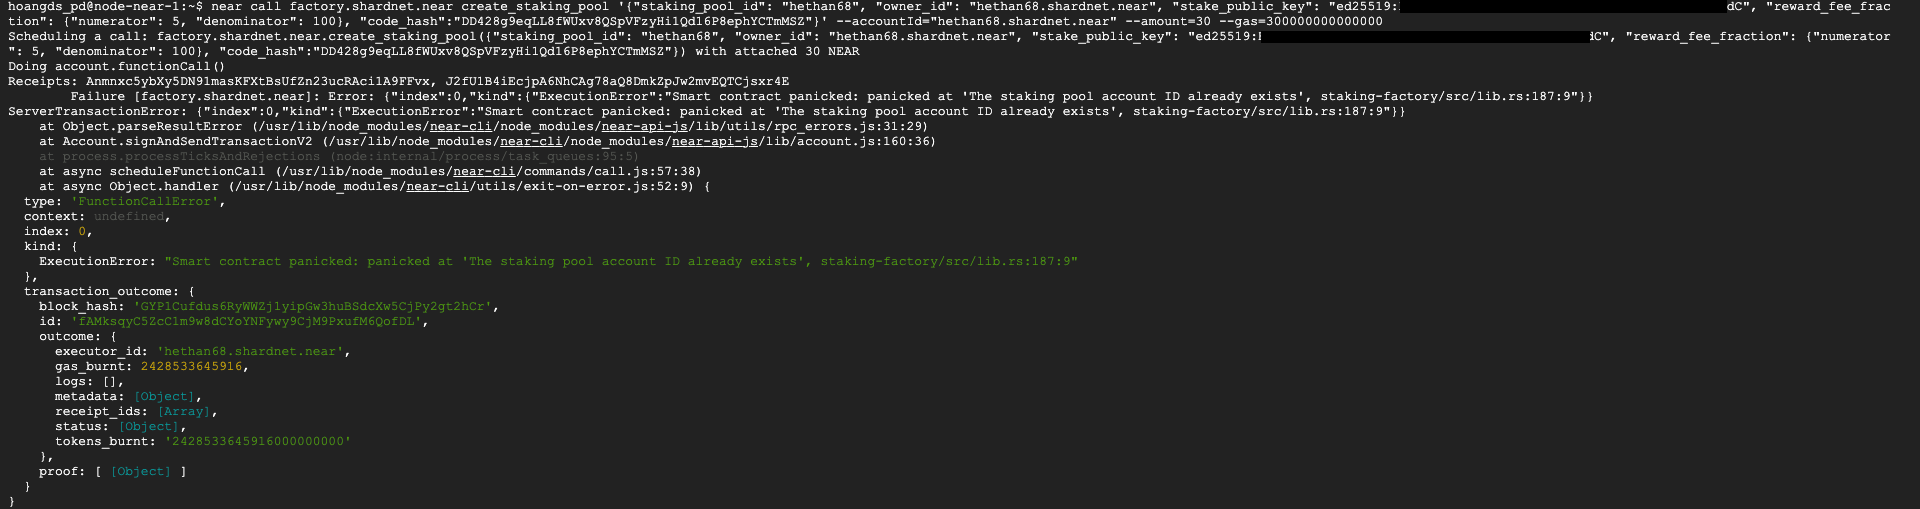 hoangds_pd@node-near-1:~$ near call factory.shardnet.near create_staking_pool '{"staking_pool_id": "hethan68", "owner_id": "hethan68.shardnet.near", "stake_public_key": "ed25519: dC", "reward_fee_frac
tion": {"numerator": 5, "denominator": 100}, "code_hash":"DD428g9eqLL8fWUxv8QSpVFzyHi1Qd16P8ephYCTmMSZ"}' --accountId="hethan68.shardnet.near" --amount=30 --gas=300000000000000
Scheduling a call: factory.shardnet.near.create_staking_pool({"staking_pool_id": "hethan68", "owner_id": "hethan68.shardnet.near", "stake_public_key": "ed25519: dC", "reward_fee_fraction": {"numerator
": 5, "denominator": 100}, "code_hash":"DD428g9eqLL8fWUxv8QSpVFzyHi1Qd16P8ephYCTmMSZ"}) with attached 30 NEAR
Doing account.functionCall()
Receipts: Anmnxc5ybXy5DN91masKFXtBsUfZn23ucRAci1A9FFvx, J2fU1B4iEcjpA6NhCAg78aQ8DmkZpJw2mvEQTCjsxr4E
Failure [factory.shardnet.near]: Error: {"index":0,"kind":{"ExecutionError":"Smart contract panicked: panicked at 'The staking pool account ID already exists', staking-factory/src/lib.rs:187:9"}}
ServerTransactionError: {"index":0,"kind":{"ExecutionError":"Smart contract panicked: panicked at 'The staking pool account ID already exists', staking-factory/src/lib.rs:187:9"}}
at Object.parseResultError (/usr/lib/node_modules/near-cli/node_modules/near-api-js/lib/utils/rpc_errors.js:31:29)
at Account.signAndSendTransactionV2 (/usr/lib/node_modules/near-cli/node_modules/near-api-js/lib/account.js:160:36)
at process.processTicksAndRejections (node:internal/process/task_queues:95:5)
at async scheduleFunctionCall (/usr/lib/node_modules/near-cli/commands/call.js:57:38)
at async Object.handler (/usr/lib/node_modules/near-cli/utils/exit-on-error.js:52:9) {
type: 'FunctionCallError',
context: undefined,
index: 0,
kind: {
ExecutionError: "Smart contract panicked: panicked at 'The staking pool account ID already exists', staking-factory/src/lib.rs:187:9"
},
transaction_outcome: {
block_hash: 'GYP1Cufdus6RyWWZj1yipGw3huBSdcXw5CjPy2gt2hCr',
id: 'fAMksqyC5ZcC1m9w8dCYoYNFywy9CjM9PxufM6QofDL',
outcome: {
executor_id: 'hethan68.shardnet.near',
gas_burnt: 2428533645916,
logs: [],
metadata: [Object],
receipt_ids: [Array],
status: [Object],
tokens_burnt: '2428533645916000000000'
},
proof: [ [Object] ]
}
}